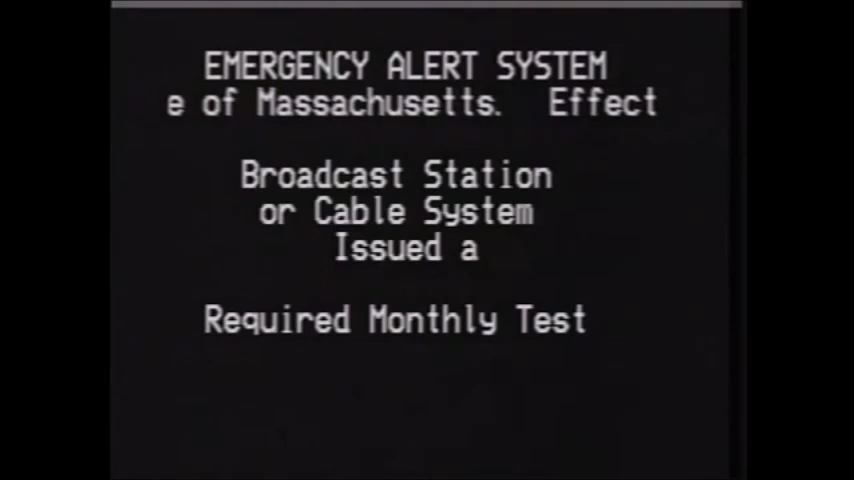 EMERGENCY ALERT SYSTEM
e of Massachusetts. Effect
Broadcast Station
or Cable System
Issued a
Required Monthly Test